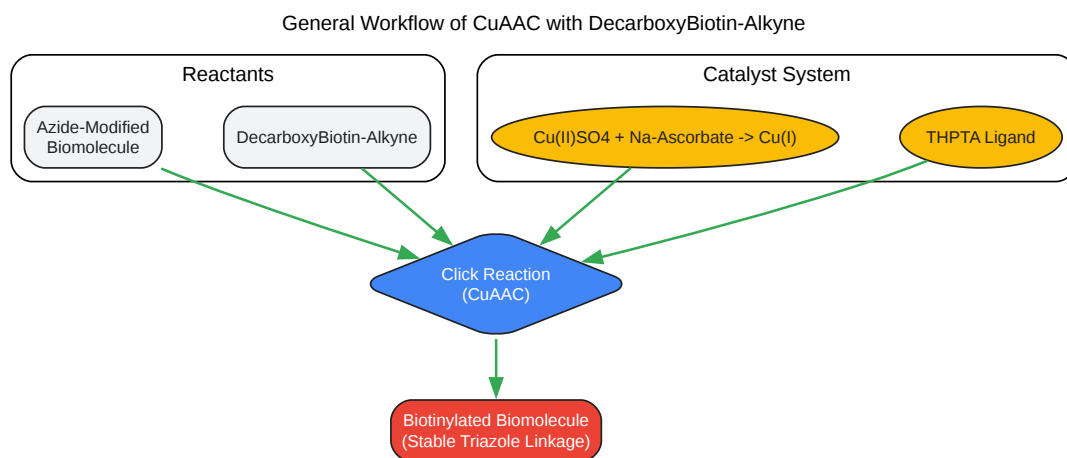 General Workflow of CuAAC with DecarboxyBiotin-Alkyne
Reactants
Catalyst System
Azide-Modified
Biomolecule
DecarboxyBiotin-Alkyne
Cu(II)SO4 + Na-Ascorbate -> Cu(I)
THPTA Ligand
Click Reaction
(CuAAC)
Biotinylated Biomolecule
(Stable Triazole Linkage)